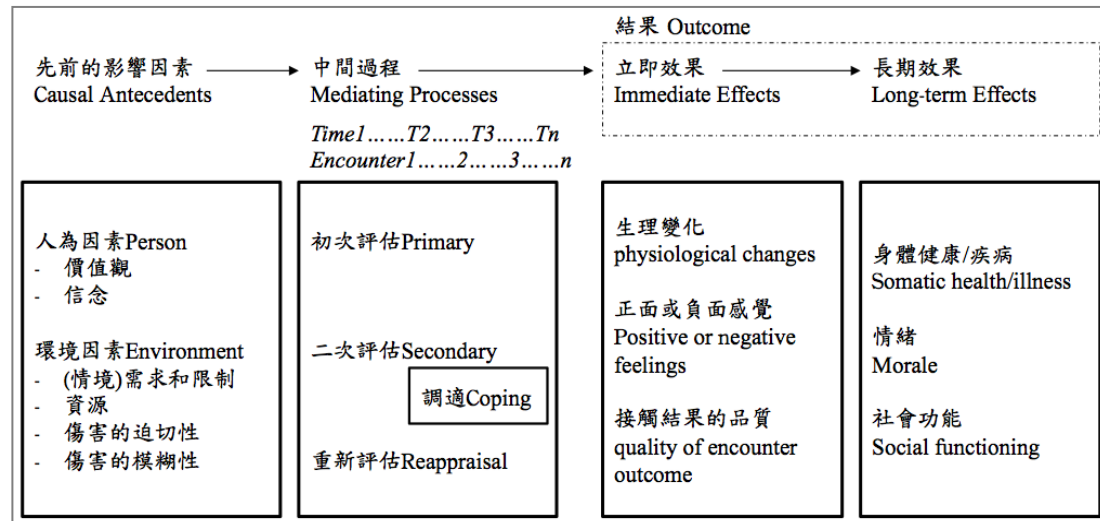 結果 Outcome
先前的影響因素
Causal Antecedents
中間過程
Mediating Processes
立即效果
Immediate Effects
長期效果
Long-term Effects
Time1……T2……T3……Tn
Encounter1……2……3……n
人為因素Person
- 價值觀
- 信念
環境因素Environment
- (情境)需求和限制
- 資源
- 傷害的迫切性
- 傷害的模糊性
初次評估Primary
二次評估Secondary
調適Coping
重新評估Reappraisal
生理變化
physiological changes
正面或負面感覺
Positive or negative
feelings
接觸結果的品質
quality of encounter
outcome
身體健康/疾病
Somatic health/illness
情緒
Morale
社會功能
Social functioning